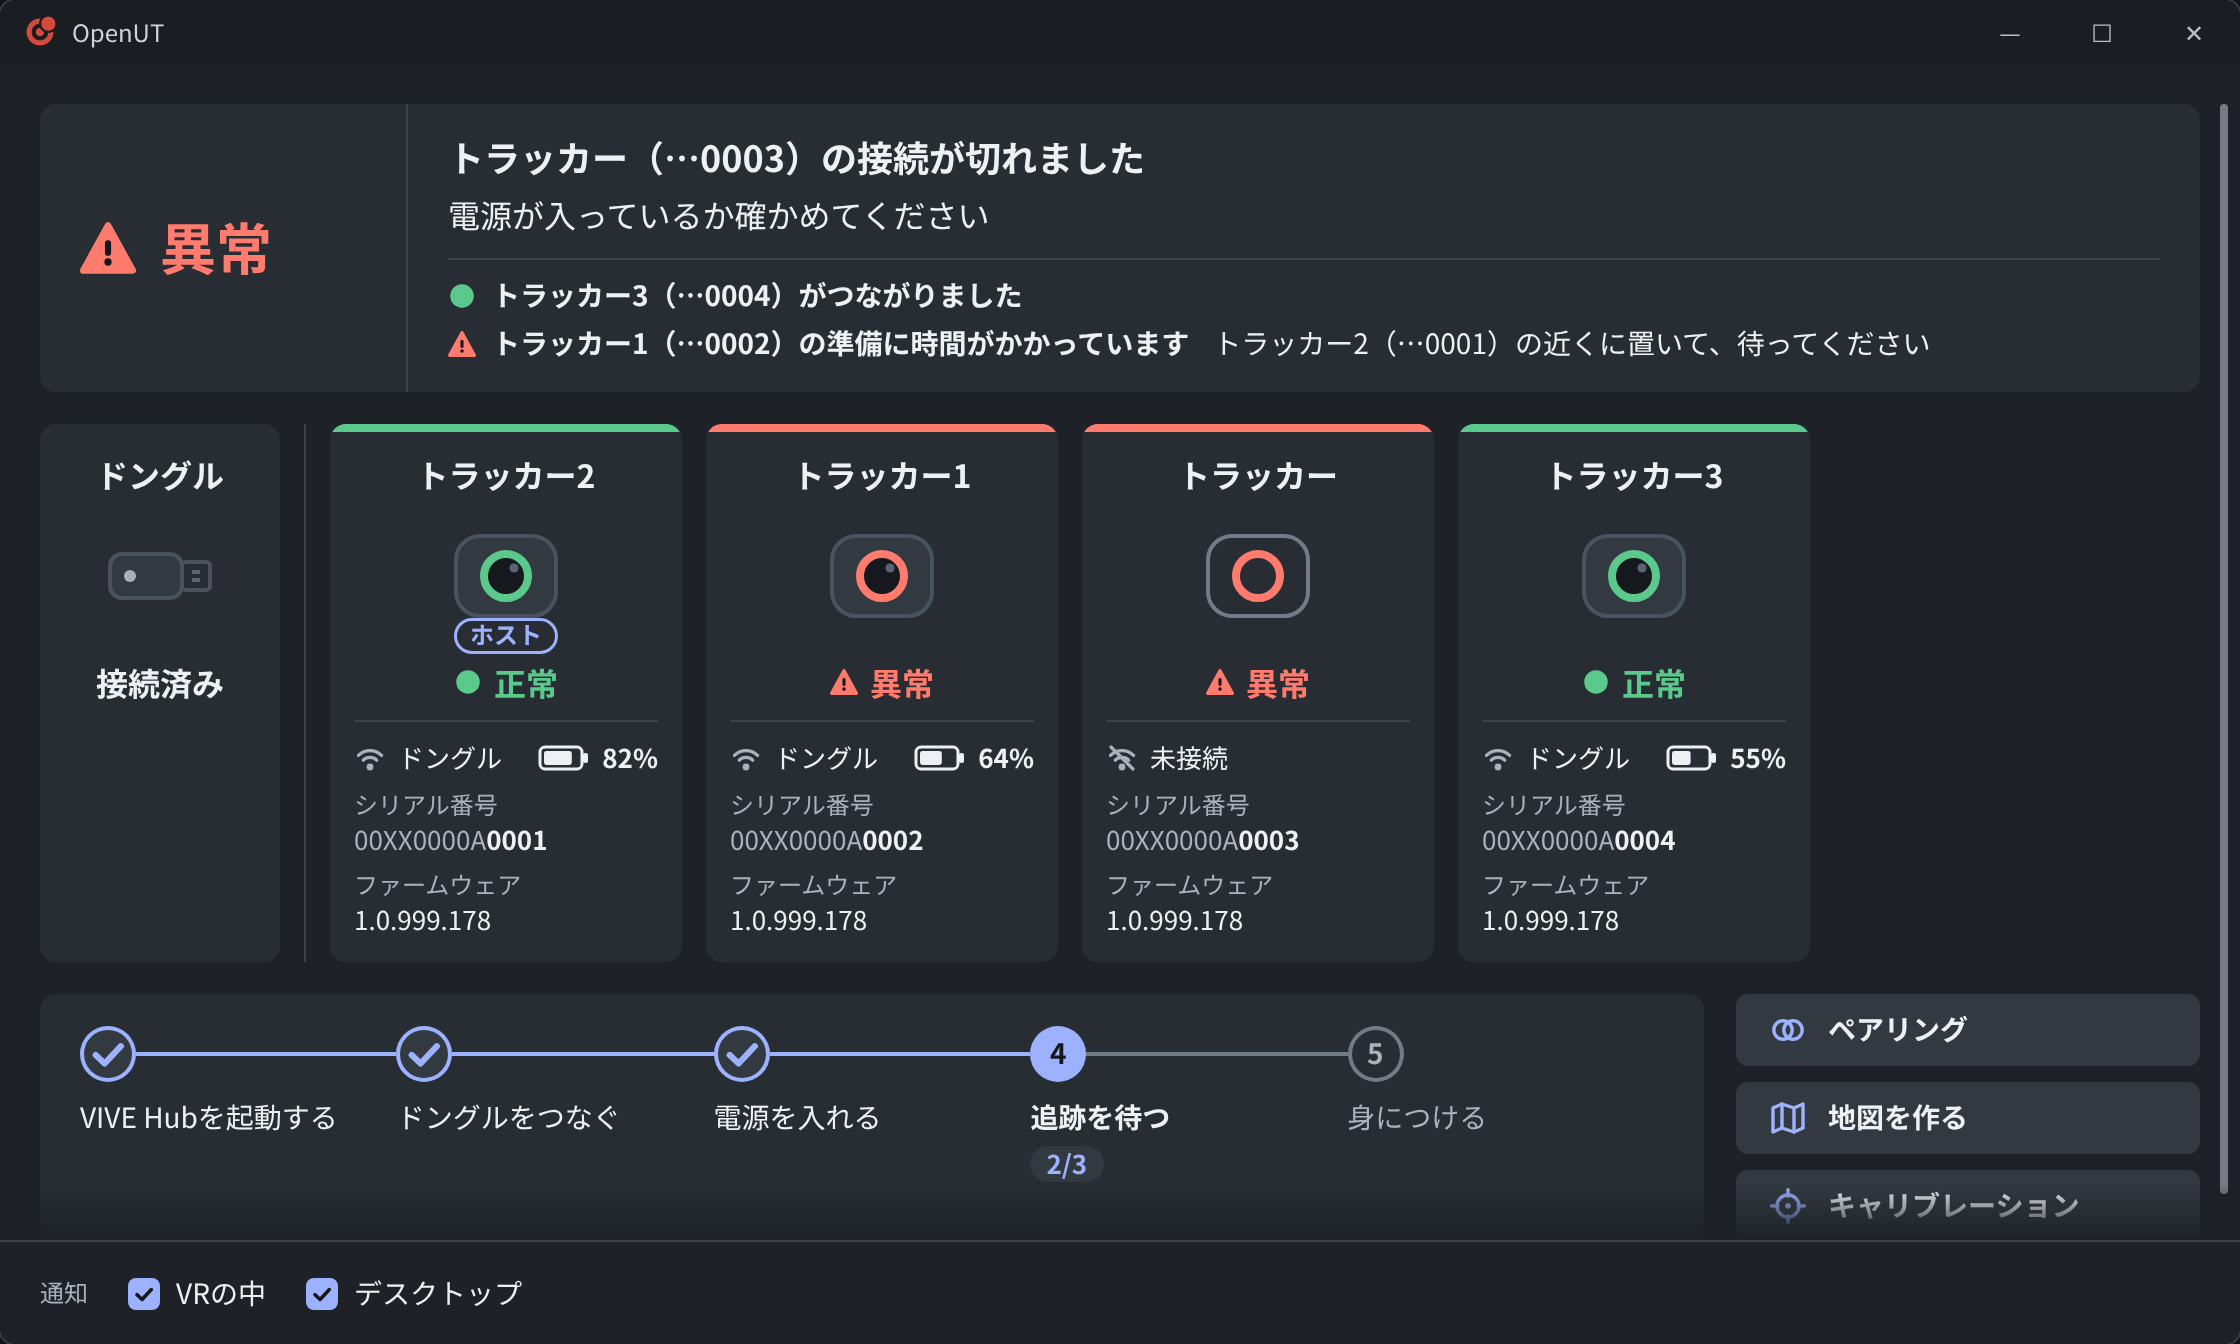 OpenUT
異常
トラッカー（…0003）の接続が切れました
電源が入っているか確かめてください
トラッカー3（…0004）がつながりました
トラッカー1（…0002）の準備に時間がかかっています　トラッカー2（…0001）の近くに置いて、待ってください
ドングル
接続済み
トラッカー2
ホスト
正常
ドングル 82%
シリアル番号
00XX0000A0001
ファームウェア
1.0.999.178
トラッカー1
異常
ドングル 64%
シリアル番号
00XX0000A0002
ファームウェア
1.0.999.178
トラッカー
異常
未接続
シリアル番号
00XX0000A0003
ファームウェア
1.0.999.178
トラッカー3
正常
ドングル 55%
シリアル番号
00XX0000A0004
ファームウェア
1.0.999.178
VIVE Hubを起動する
ドングルをつなぐ
電源を入れる
4
追跡を待つ
2/3
5
身につける
ペアリング
地図を作る
キャリブレーション
通知 VRの中 デスクトップ